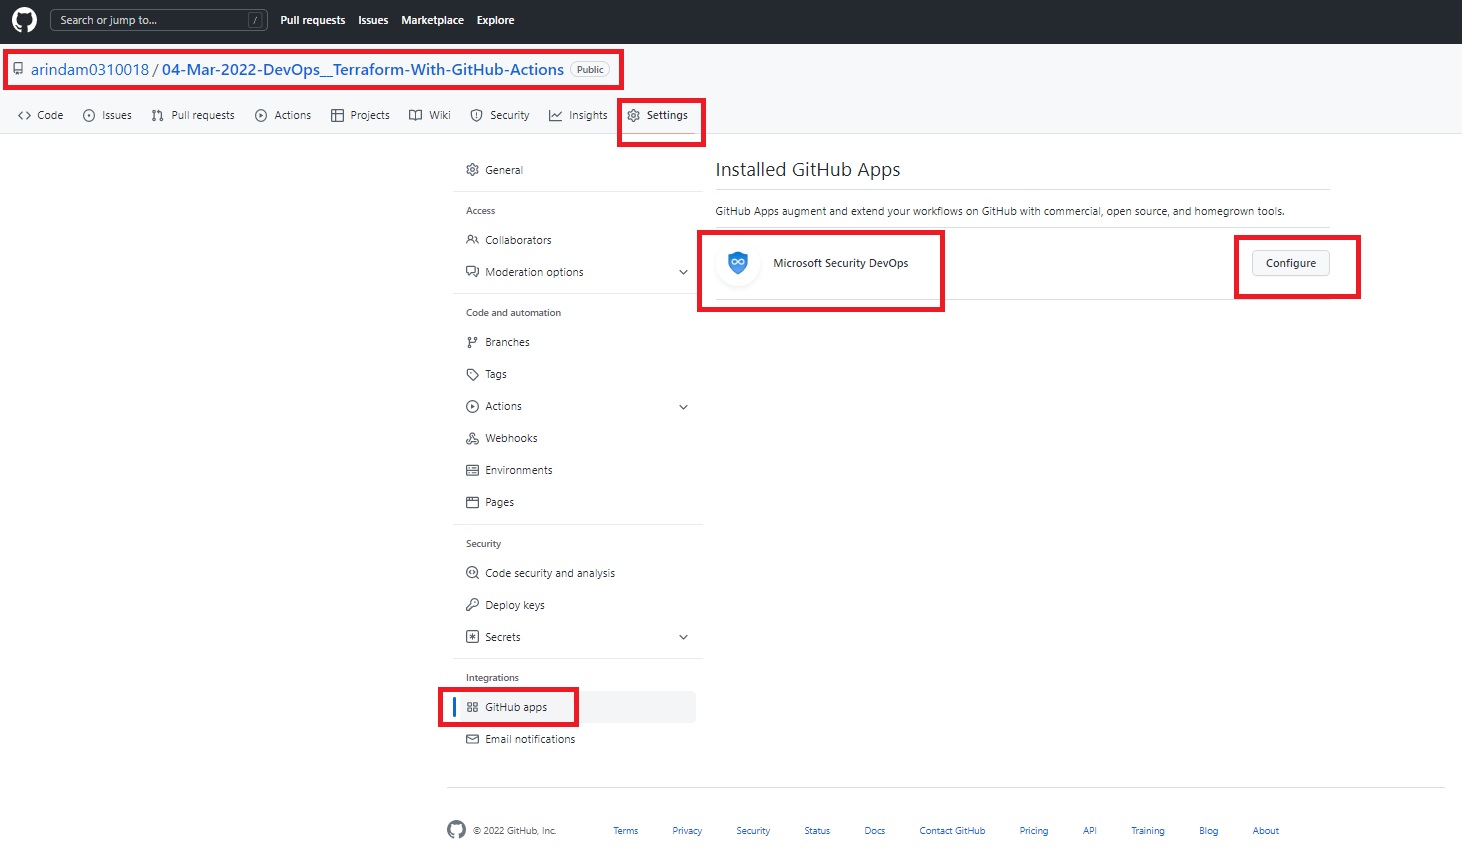 Search or jump to... / Pull requests Issues Marketplace Explore
arindam0310018 / 04-Mar-2022-DevOps__Terraform-With-GitHub-Actions Public
Code Issues Pull requests Actions Projects Wiki Security Insights Settings
General
Access
Collaborators
Moderation options
Code and automation
Branches
Tags
Actions
Webhooks
Environments
Pages
Security
Code security and analysis
Deploy keys
Secrets
Integrations
GitHub apps
Email notifications
Installed GitHub Apps
GitHub Apps augment and extend your workflows on GitHub with commercial, open source, and homegrown tools.
Microsoft Security DevOps Configure
© 2022 GitHub, Inc. Terms Privacy Security Status Docs Contact GitHub Pricing API Training Blog About